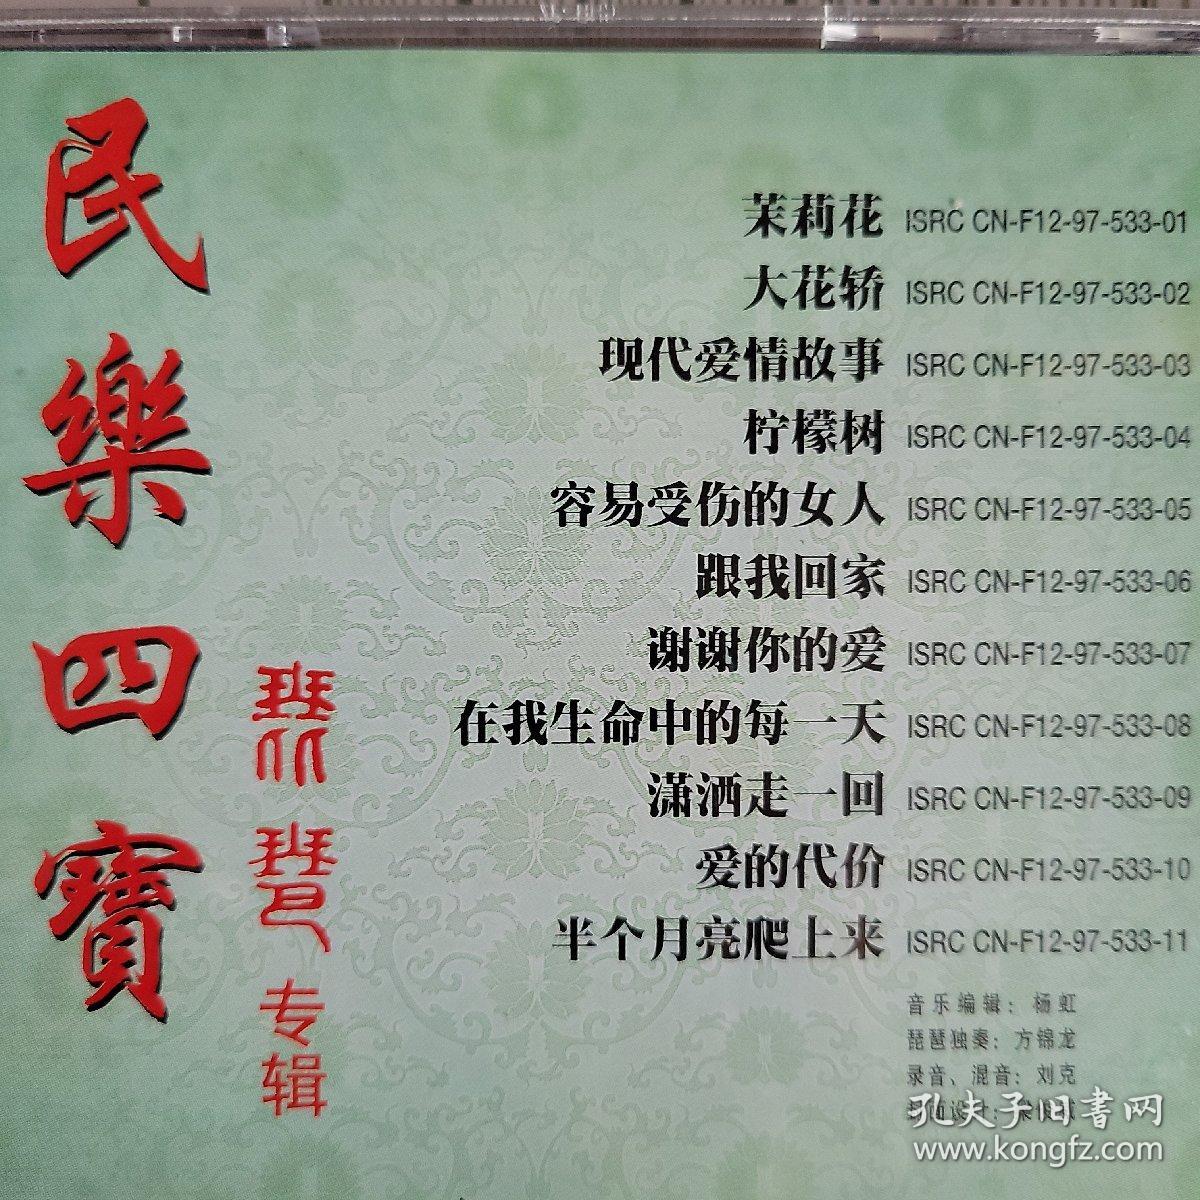 民樂四寶
琵琶专辑
茉莉花 ISRC CN-F12-97-533-01
大花轿 ISRC CN-F12-97-533-02
现代爱情故事 ISRC CN-F12-97-533-03
柠檬树 ISRC CN-F12-97-533-04
容易受伤的女人 ISRC CN-F12-97-533-05
跟我回家 ISRC CN-F12-97-533-06
谢谢你的爱 ISRC CN-F12-97-533-07
在我生命中的每一天 ISRC CN-F12-97-533-08
潇洒走一回 ISRC CN-F12-97-533-09
爱的代价 ISRC CN-F12-97-533-10
半个月亮爬上来 ISRC CN-F12-97-533-11
音乐编辑：杨虹
琵琶独奏：方锦龙
录音、混音：刘克
封面设计：
孔夫子旧書网
www.kongfz.com